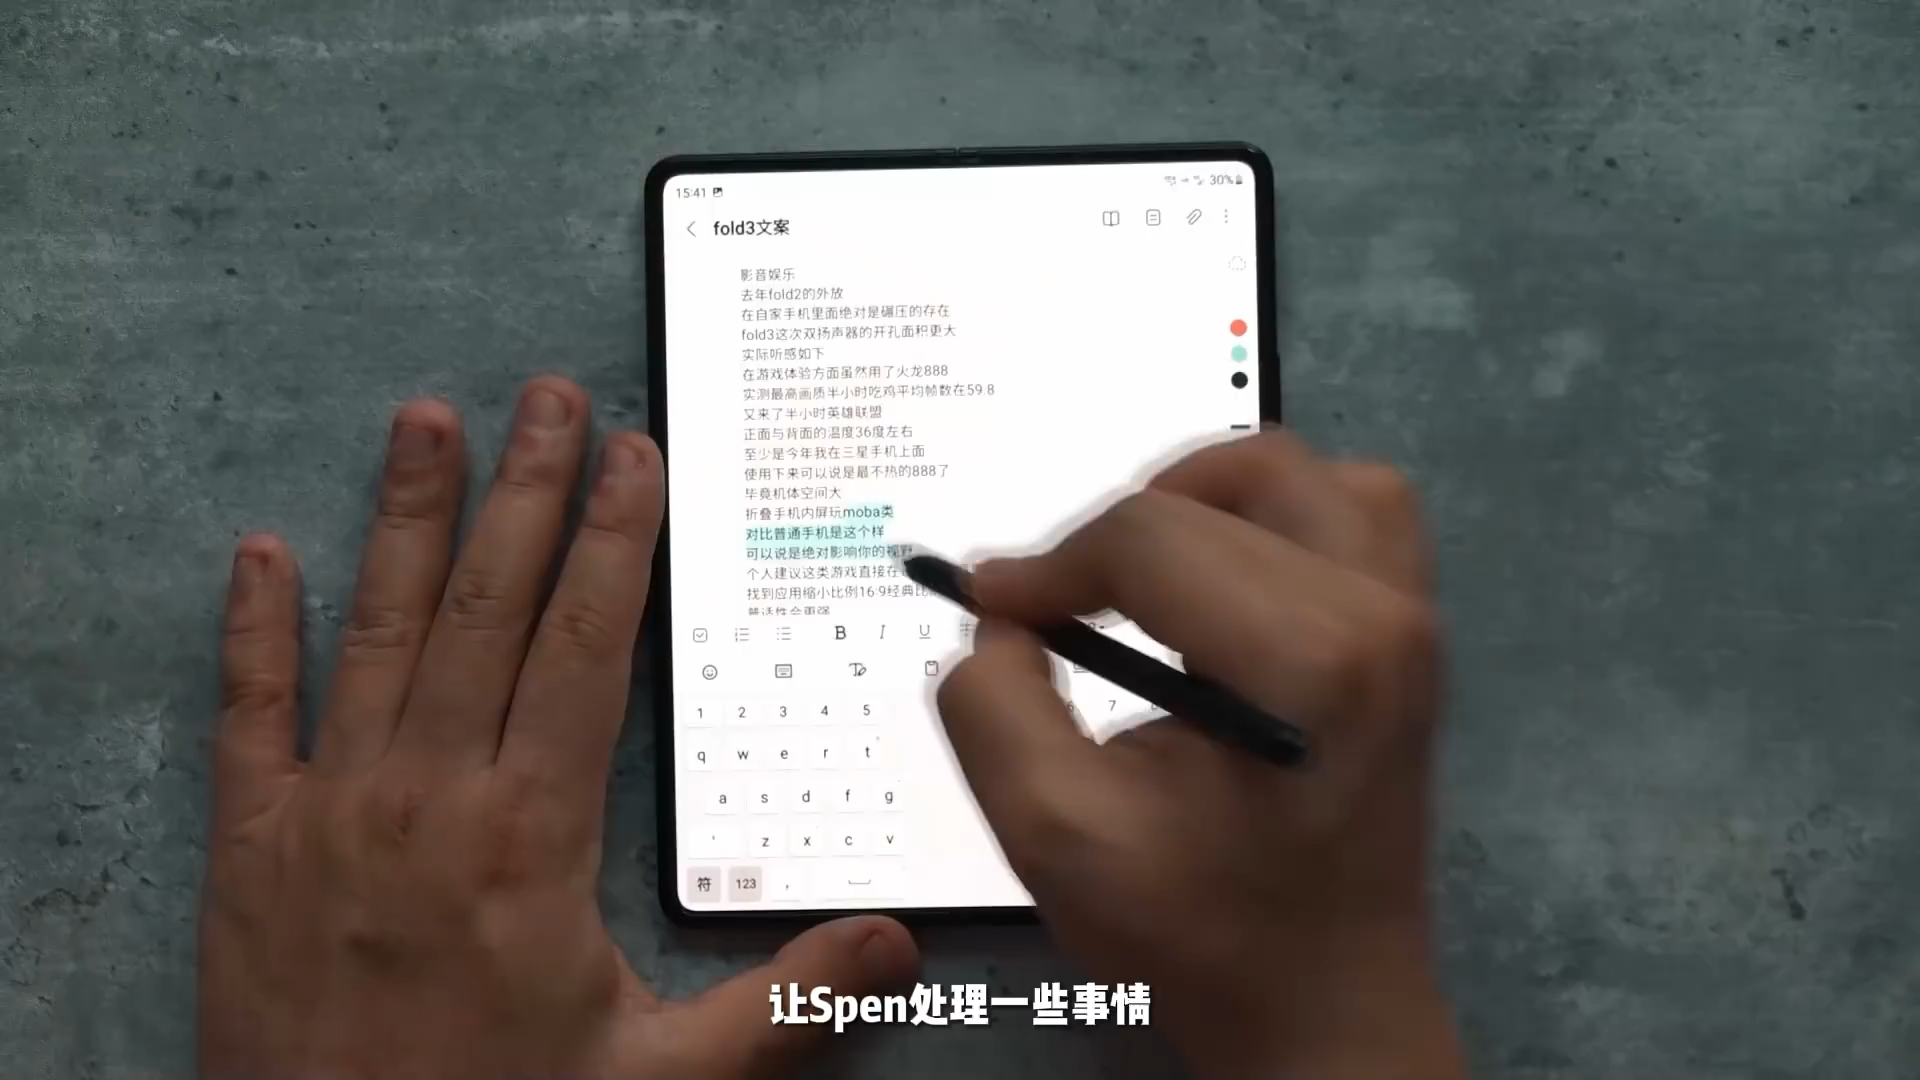 15:41
30%
fold3文案
影音娱乐
去年fold2的外放
在自家手机里面绝对是碾压的存在
fold3这次双扬声器的开孔面积更大
实际听感如下
在游戏体验方面虽然用了火龙888
实测最高画质半小时吃鸡平均帧数在59.8
又来了半小时英雄联盟
正面与背面的温度36度左右
至少是今年我在三星手机上面
使用下来可以说是最不热的888了
毕竟机体空间大
折叠手机内屏玩moba类
对比普通手机是这个样
可以说是绝对影响你的视野
个人建议这类游戏直接在
找到应用缩小比例16:9经典比
普适性会更强
B I U
1 2 3 4 5 6 7
q w e r t
a s d f g
' z x c v
符 123 ,
让Spen处理一些事情